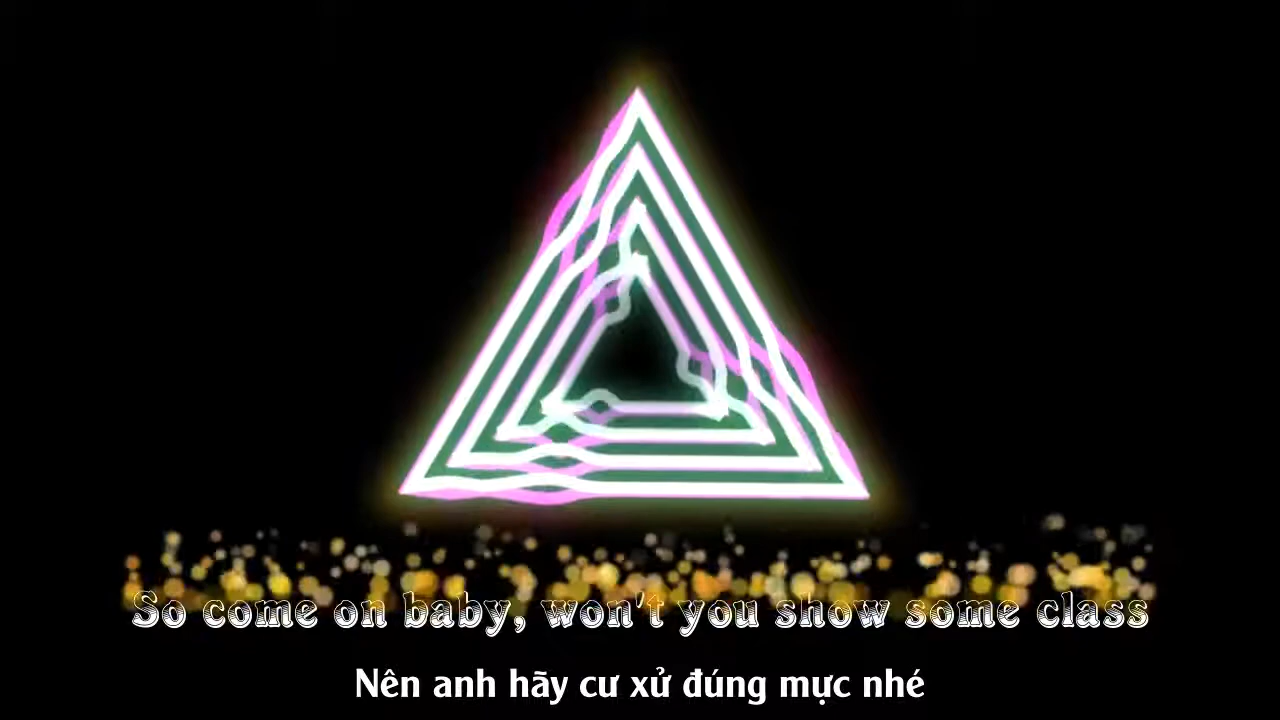 So come on baby, won't you show some class
Nên anh hãy cư xử đúng mực nhé